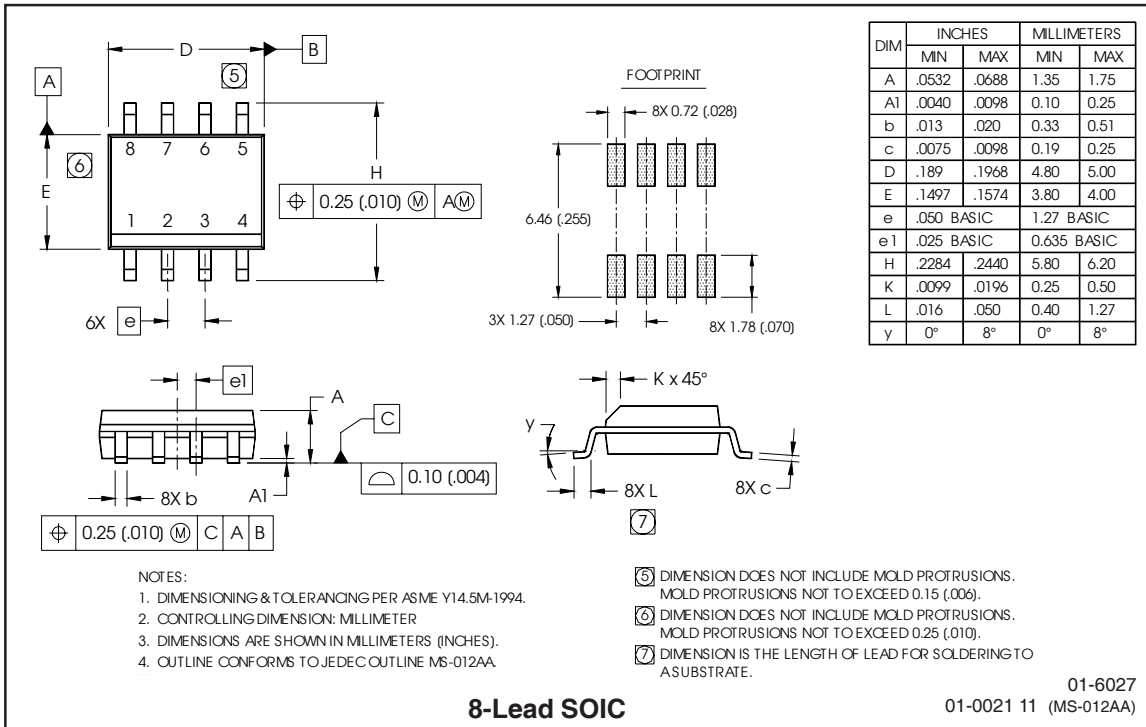 D
B
5
A
8 7 6 5
6
E
H
⌖ 0.25 (.010) Ⓜ AⓂ
1 2 3 4
6X e
FOOTPRINT
8X 0.72 (.028)
6.46 (.255)
3X 1.27 (.050)
8X 1.78 (.070)
DIM INCHES MILLIMETERS
MIN MAX MIN MAX
A .0532 .0688 1.35 1.75
A1 .0040 .0098 0.10 0.25
b .013 .020 0.33 0.51
c .0075 .0098 0.19 0.25
D .189 .1968 4.80 5.00
E .1497 .1574 3.80 4.00
e .050 BASIC 1.27 BASIC
e1 .025 BASIC 0.635 BASIC
H .2284 .2440 5.80 6.20
K .0099 .0196 0.25 0.50
L .016 .050 0.40 1.27
y 0° 8° 0° 8°
e1
A
C
0.10 (.004)
8X b
A1
⌖ 0.25 (.010) Ⓜ C A B
K x 45°
y
8X L
8X c
7
NOTES:
1. DIMENSIONING & TOLERANCING PER ASME Y14.5M-1994.
2. CONTROLLING DIMENSION: MILLIMETER
3. DIMENSIONS ARE SHOWN IN MILLIMETERS (INCHES).
4. OUTLINE CONFORMS TO JEDEC OUTLINE MS-012AA.
5 DIMENSION DOES NOT INCLUDE MOLD PROTRUSIONS.
MOLD PROTRUSIONS NOT TO EXCEED 0.15 (.006).
6 DIMENSION DOES NOT INCLUDE MOLD PROTRUSIONS.
MOLD PROTRUSIONS NOT TO EXCEED 0.25 (.010).
7 DIMENSION IS THE LENGTH OF LEAD FOR SOLDERING TO
A SUBSTRATE.
8-Lead SOIC
01-6027
01-0021 11 (MS-012AA)